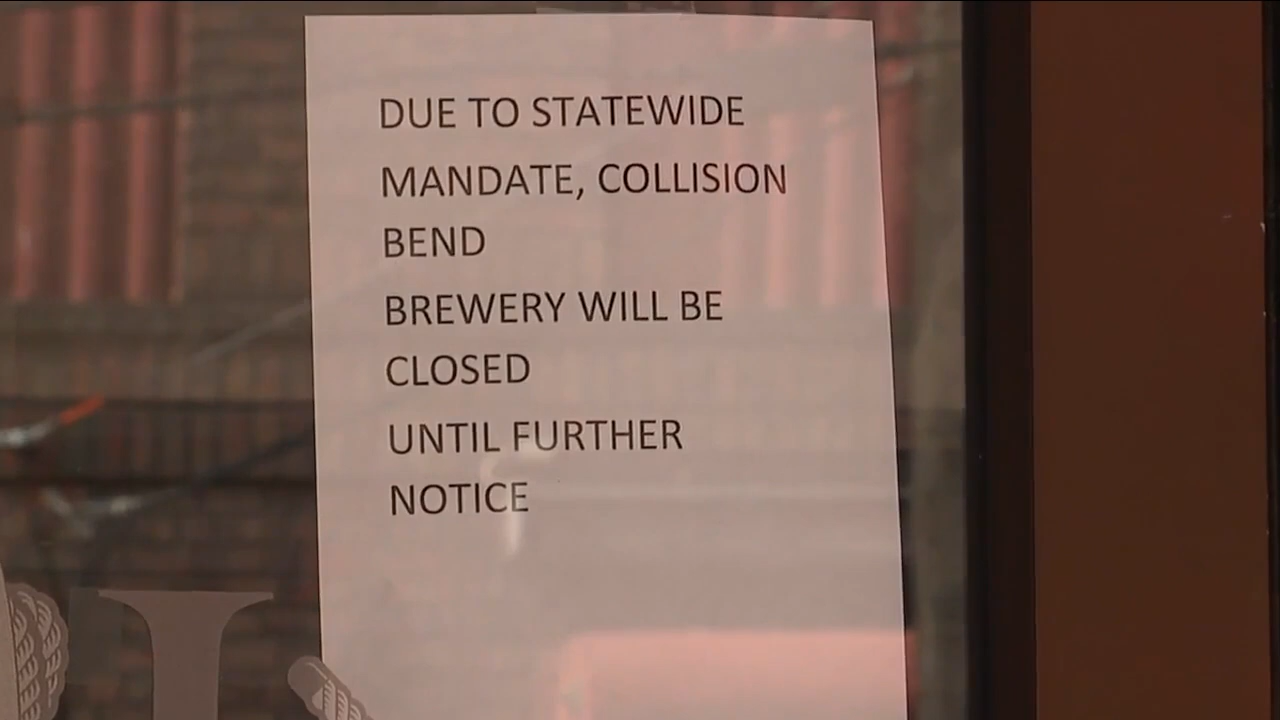 DUE TO STATEWIDE
MANDATE, COLLISION
BEND
BREWERY WILL BE
CLOSED
UNTIL FURTHER
NOTICE
I